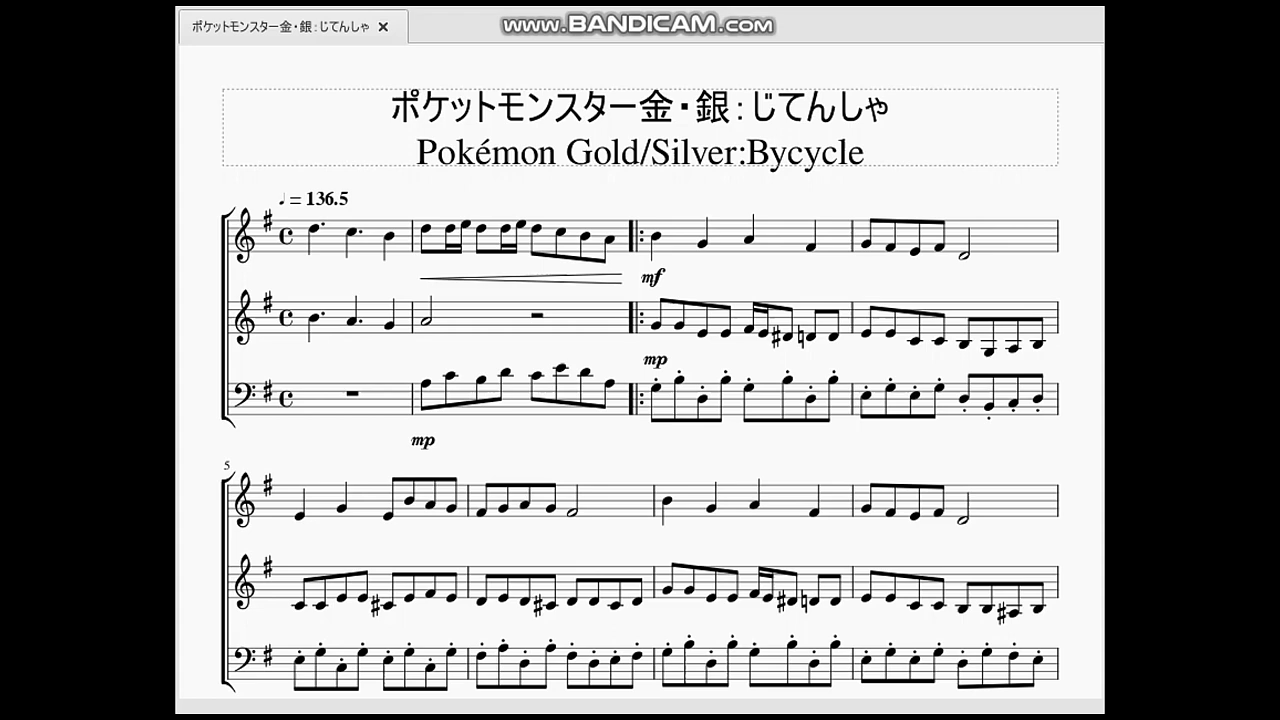 ポケットモンスター金・銀：じてんしゃ ×
www.BANDICAM.com
ポケットモンスター金・銀：じてんしゃ
Pokémon Gold/Silver:Bycycle
♩ = 136.5
mf
mp
mp
5